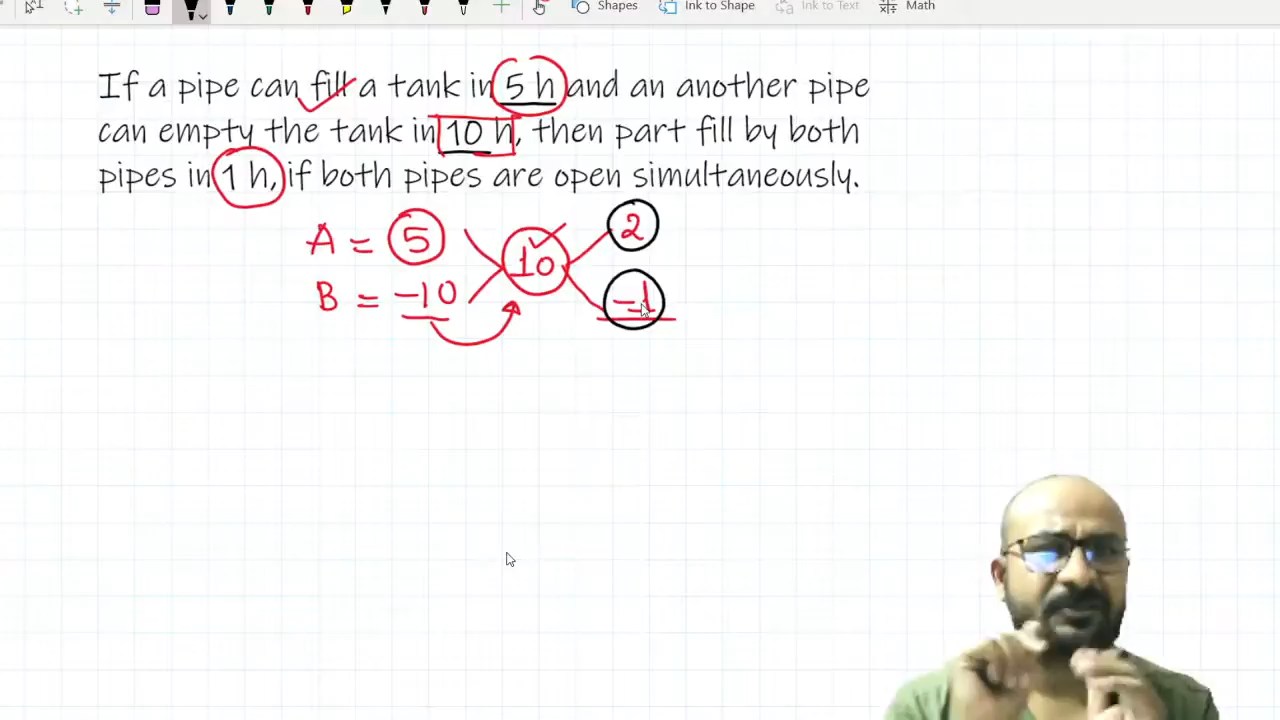 Shapes Ink to Shape Ink to Text Math
If a pipe can fill a tank in 5 h and an another pipe
can empty the tank in 10 h, then part fill by both
pipes in 1 h, if both pipes are open simultaneously.
A = 5 10 2
B = -10 -1